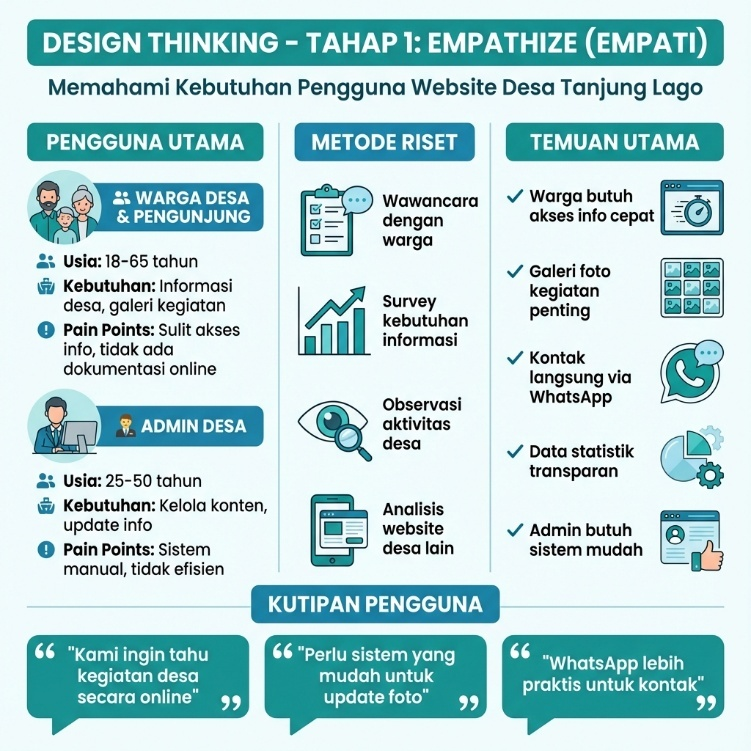 DESIGN THINKING - TAHAP 1: EMPATHIZE (EMPATI)
Memahami Kebutuhan Pengguna Website Desa Tanjung Lago
PENGGUNA UTAMA
WARGA DESA
& PENGUNJUNG
Usia: 18-65 tahun
Kebutuhan: Informasi
desa, galeri kegiatan
Pain Points: Sulit akses
info, tidak ada
dokumentasi online
ADMIN DESA
Usia: 25-50 tahun
Kebutuhan: Kelola konten,
update info
Pain Points: Sistem
manual, tidak efisien
METODE RISET
Wawancara
dengan
warga
Survey
kebutuhan
informasi
Observasi
aktivitas
desa
Analisis
website
desa lain
TEMUAN UTAMA
Warga butuh
akses info cepat
Galeri foto
kegiatan
penting
Kontak
langsung via
WhatsApp
Data statistik
transparan
Admin butuh
sistem mudah
KUTIPAN PENGGUNA
"Kami ingin tahu
kegiatan desa
secara online"
"Perlu sistem yang
mudah untuk
update foto"
"WhatsApp lebih
praktis untuk kontak"